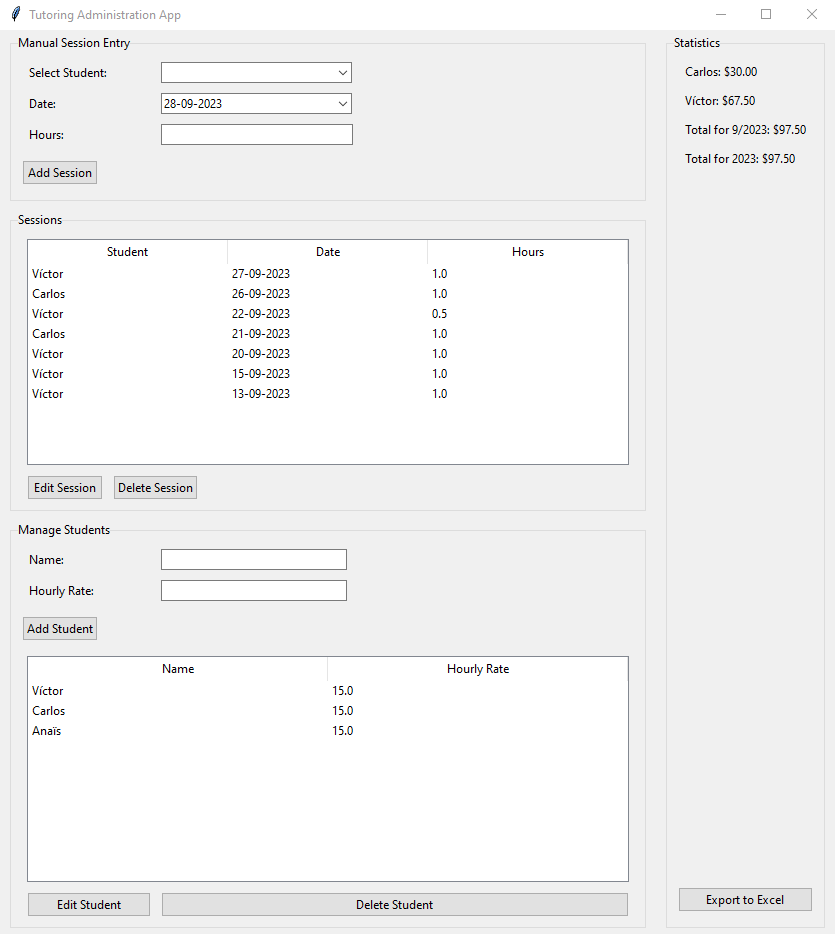 Tutoring Administration App
Manual Session Entry
Select Student:
Date: 28-09-2023
Hours:
Add Session
Sessions
Student Date Hours
Víctor 27-09-2023 1.0
Carlos 26-09-2023 1.0
Víctor 22-09-2023 0.5
Carlos 21-09-2023 1.0
Víctor 20-09-2023 1.0
Víctor 15-09-2023 1.0
Víctor 13-09-2023 1.0
Edit Session Delete Session
Manage Students
Name:
Hourly Rate:
Add Student
Name Hourly Rate
Víctor 15.0
Carlos 15.0
Anaïs 15.0
Edit Student Delete Student
Statistics
Carlos: $30.00
Víctor: $67.50
Total for 9/2023: $97.50
Total for 2023: $97.50
Export to Excel